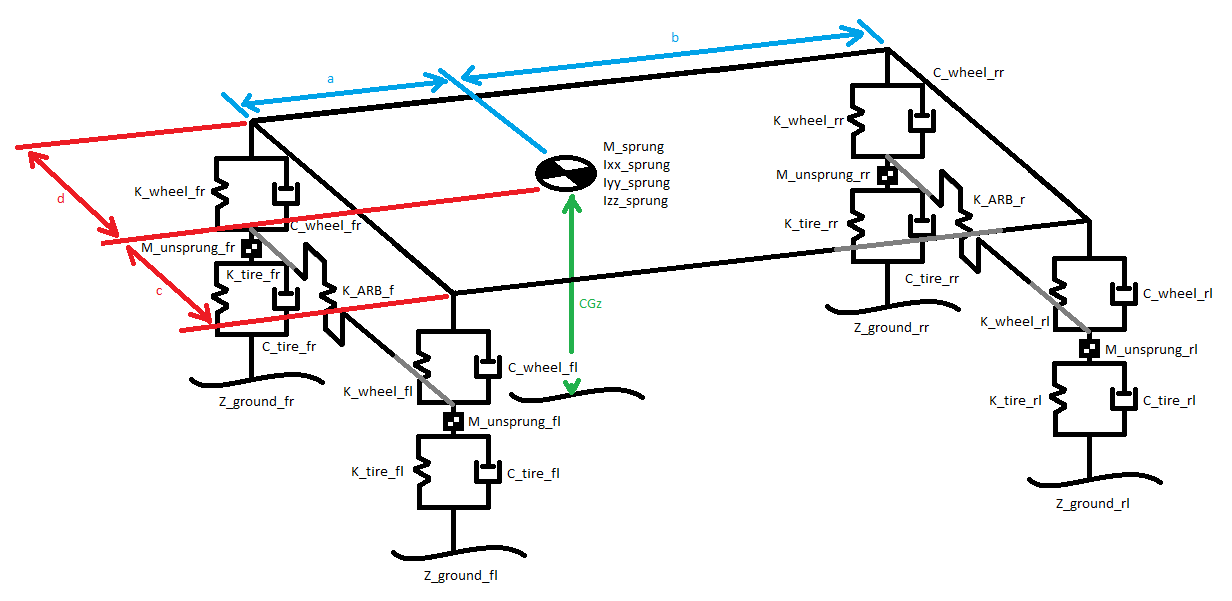 b
a
C_wheel_rr
K_wheel_rr
M_sprung
Ixx_sprung
Iyy_sprung
Izz_sprung
M_unsprung_rr
K_wheel_fr
d
K_ARB_r
C_wheel_fr
K_tire_rr
M_unsprung_fr
K_tire_fr
C_tire_rr
c
K_ARB_f
CGz
C_wheel_rl
K_wheel_rl
Z_ground_rr
C_tire_fr
M_unsprung_rl
C_wheel_fl
K_wheel_fl
Z_ground_fr
K_tire_rl
C_tire_rl
M_unsprung_fl
K_tire_fl
C_tire_fl
Z_ground_rl
Z_ground_fl